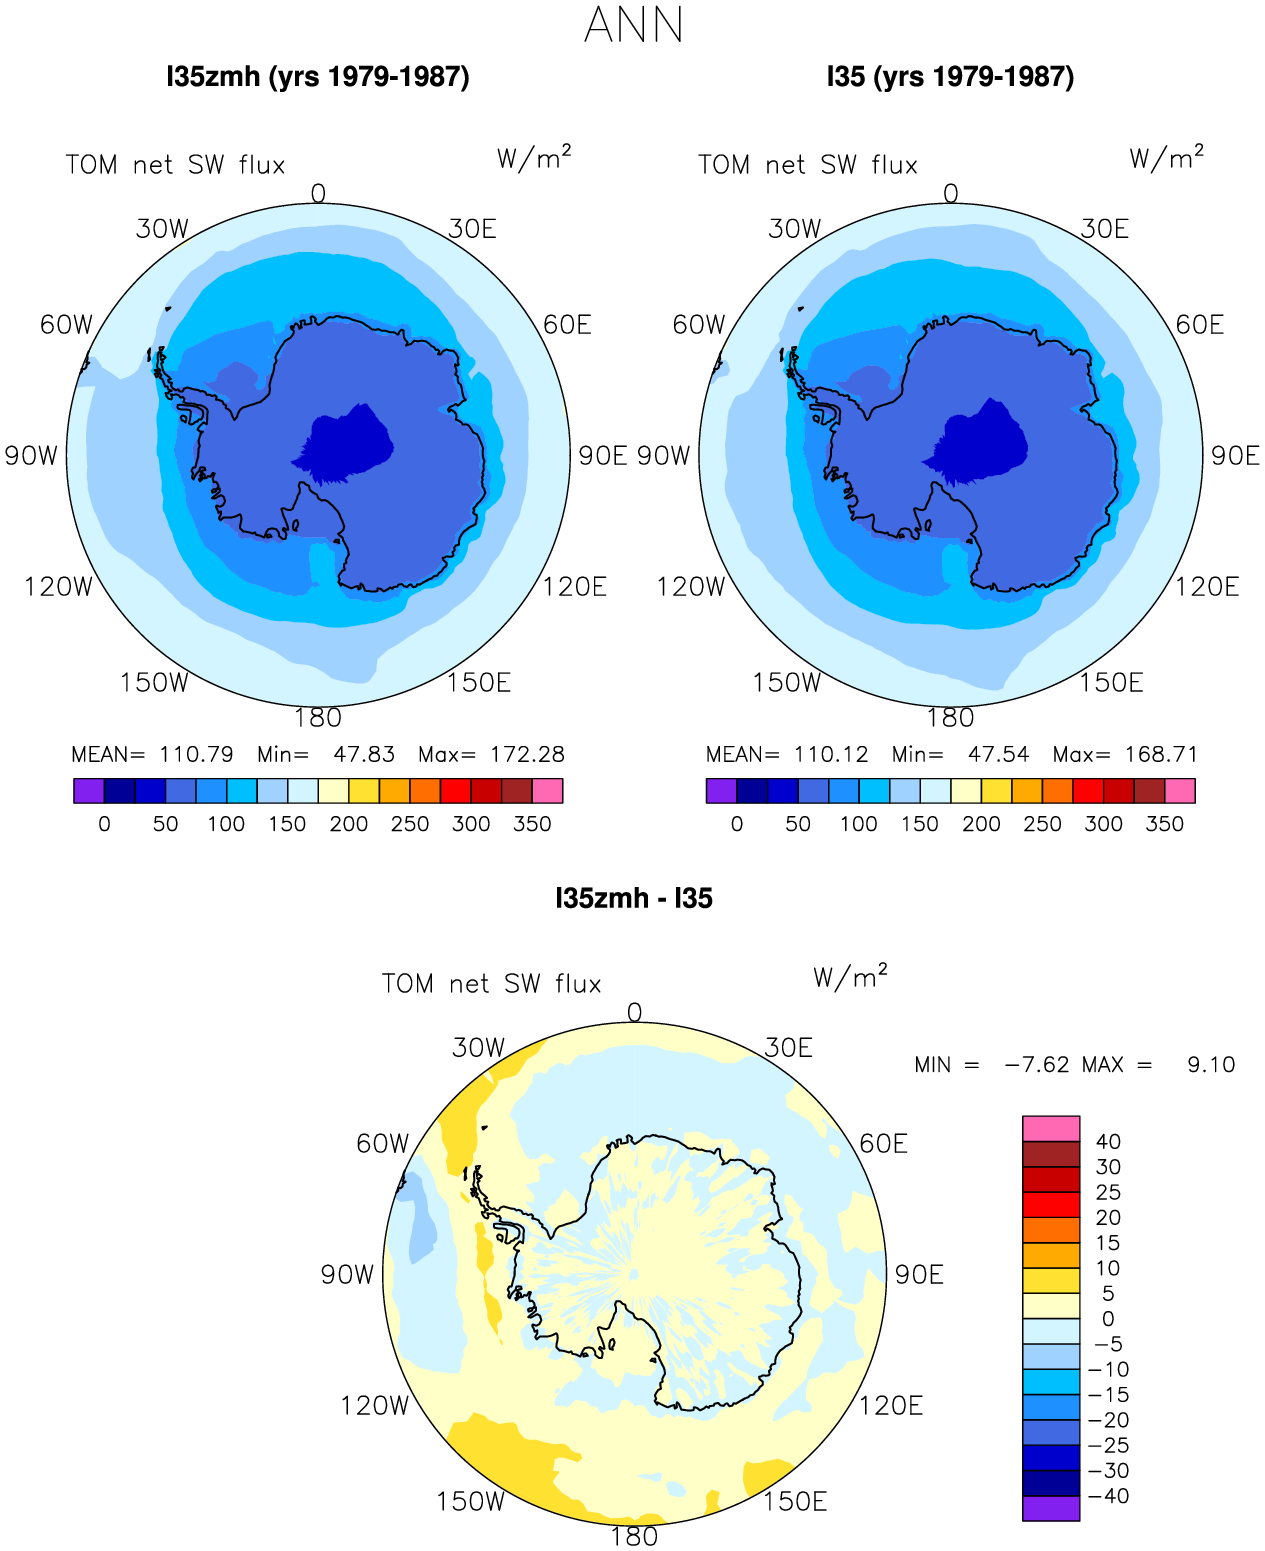 ANN
I35zmh (yrs 1979-1987)
I35 (yrs 1979-1987)
TOM net SW flux W/m²
TOM net SW flux W/m²
0
30W 30E
60W 60E
90W 90E
120W 120E
150W 150E
180
0
30W 30E
60W 60E
90W 90E
120W 120E
150W 150E
180
MEAN= 110.79 Min= 47.83 Max= 172.28
0 50 100 150 200 250 300 350
MEAN= 110.12 Min= 47.54 Max= 168.71
0 50 100 150 200 250 300 350
I35zmh - I35
TOM net SW flux W/m²
0
30W 30E
60W 60E
90W 90E
120W 120E
150W 150E
180
MIN = −7.62 MAX = 9.10
40
30
25
20
15
10
5
0
−5
−10
−15
−20
−25
−30
−40